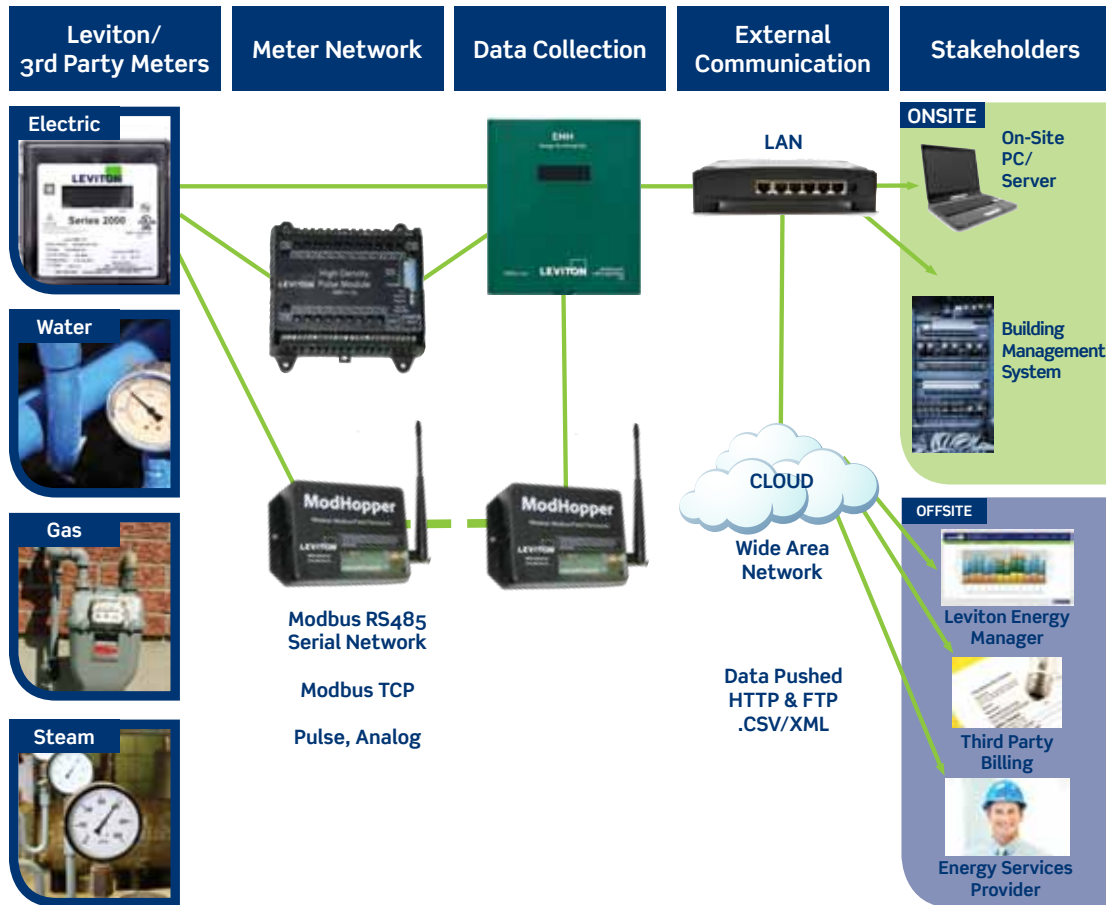 Leviton/
3rd Party Meters
Meter Network
Data Collection
External
Communication
Stakeholders
Electric
LEVITON
Series 2000
Water
Gas
Steam
High Density
Pulse Module
LEVITON
EMH
LEVITON
ModHopper
LEVITON
ModHopper
LEVITON
Modbus RS485
Serial Network
Modbus TCP
Pulse, Analog
LAN
CLOUD
Wide Area
Network
Data Pushed
HTTP & FTP
.CSV/XML
ONSITE
On-Site
PC/
Server
Building
Management
System
OFFSITE
Leviton Energy
Manager
Third Party
Billing
Energy Services
Provider